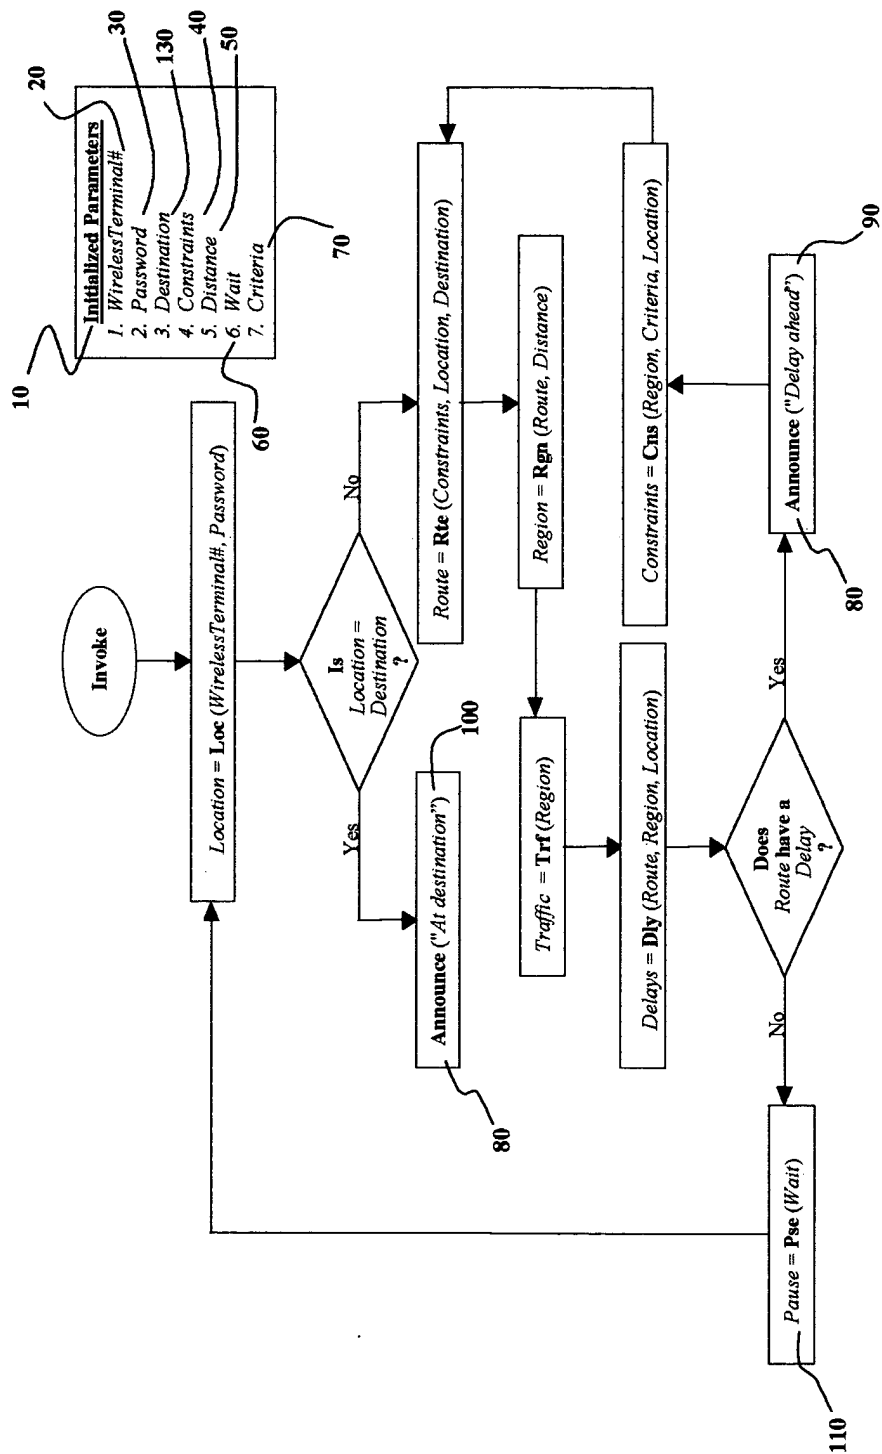 10
Initialized Parameters
1. WirelessTerminal#
2. Password
3. Destination
4. Constraints
5. Distance
6. Wait
7. Criteria
20
30
130
40
50
60
70
Invoke
Location = Loc (WirelessTerminal#, Password)
Is
Location =
Destination
?
Yes
No
Announce ("At destination")
80
100
Route = Rte (Constraints, Location, Destination)
Region = Rgn (Route, Distance)
Traffic = Trf (Region)
Delays = Dly (Route, Region, Location)
Does
Route have a
Delay
?
No
Yes
Pause = Pse (Wait)
110
Announce ("Delay ahead")
80
90
Constraints = Cns (Region, Criteria, Location)